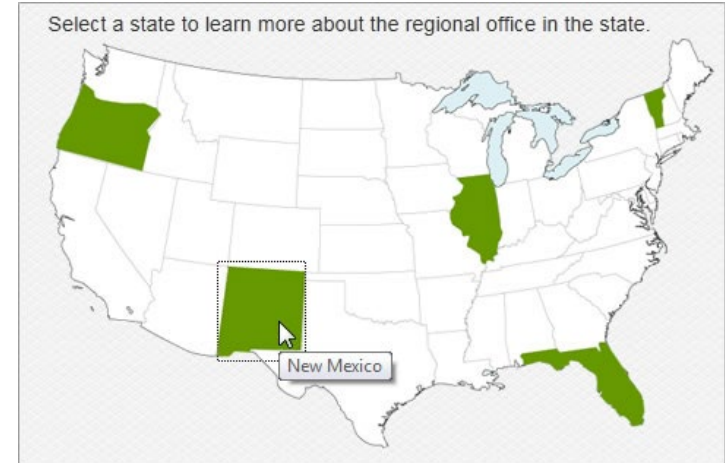 Select a state to learn more about the regional office in the state.
New Mexico